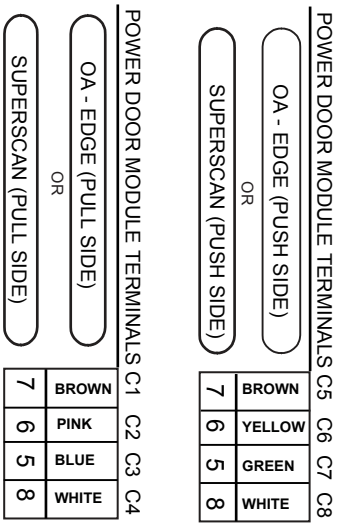 POWER DOOR MODULE TERMINALS C5 C6 C7 C8
OA - EDGE (PUSH SIDE)
OR
SUPERSCAN (PUSH SIDE)
BROWN YELLOW GREEN WHITE
7 6 5 8
POWER DOOR MODULE TERMINALS C1 C2 C3 C4
OA - EDGE (PULL SIDE)
OR
SUPERSCAN (PULL SIDE)
BROWN PINK BLUE WHITE
7 6 5 8